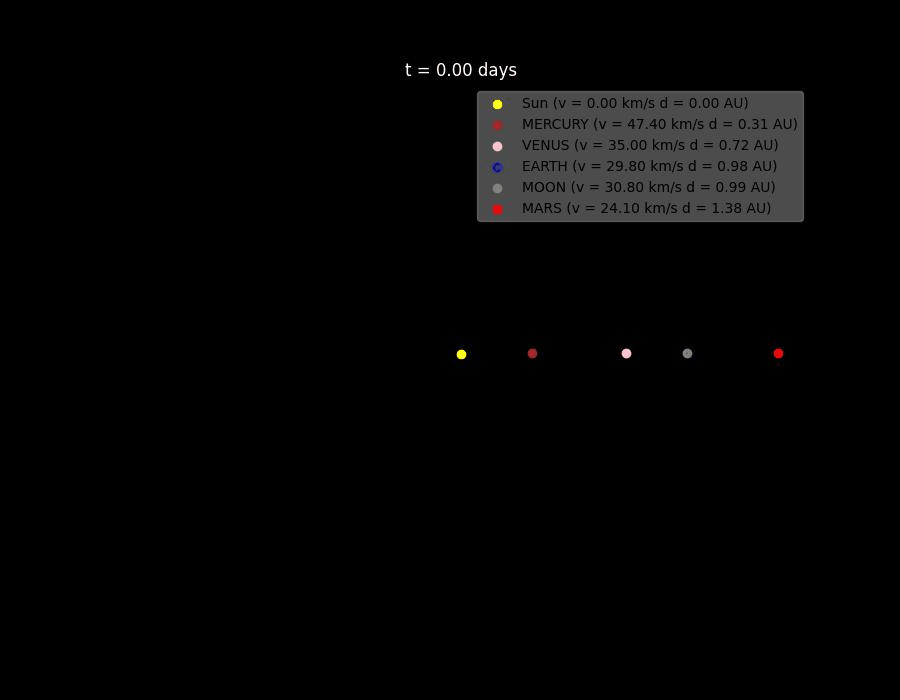 t = 0.00 days
Sun (v = 0.00 km/s d = 0.00 AU)
MERCURY (v = 47.40 km/s d = 0.31 AU)
VENUS (v = 35.00 km/s d = 0.72 AU)
EARTH (v = 29.80 km/s d = 0.98 AU)
MOON (v = 30.80 km/s d = 0.99 AU)
MARS (v = 24.10 km/s d = 1.38 AU)